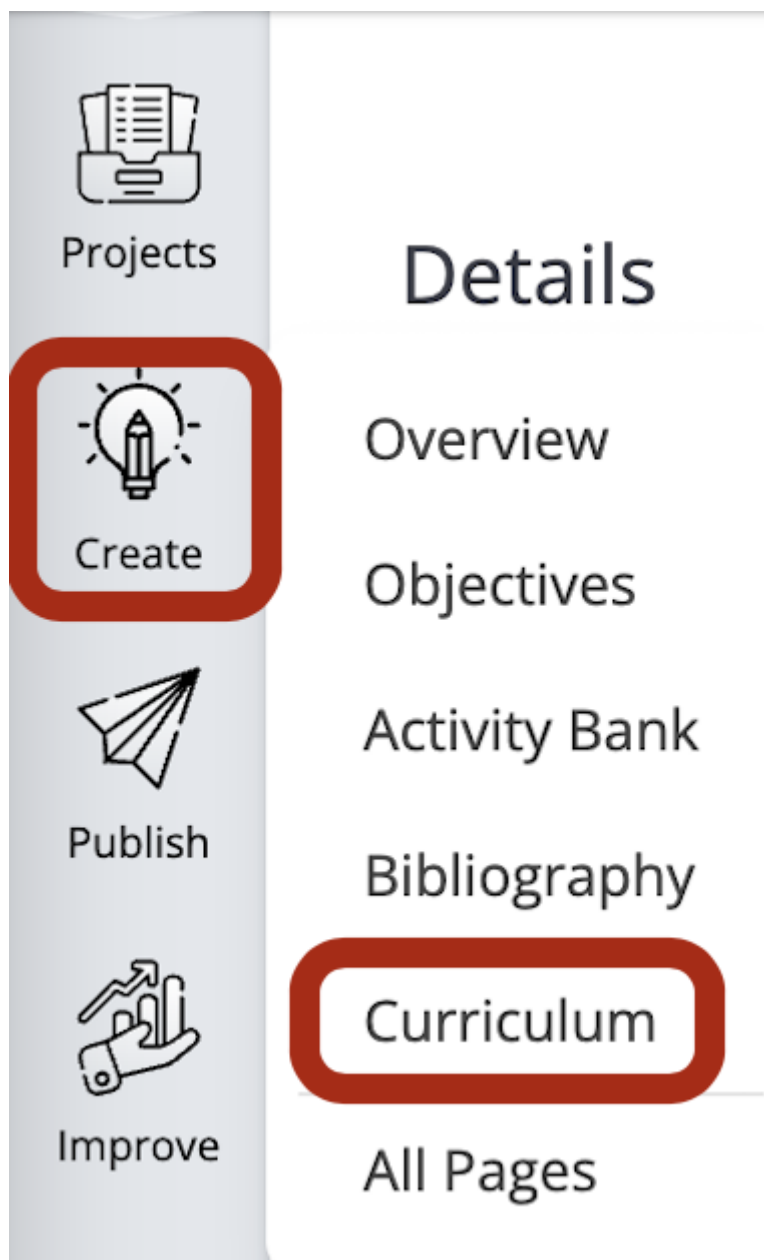 Projects
Create
Publish
Improve
Details
Overview
Objectives
Activity Bank
Bibliography
Curriculum
All Pages